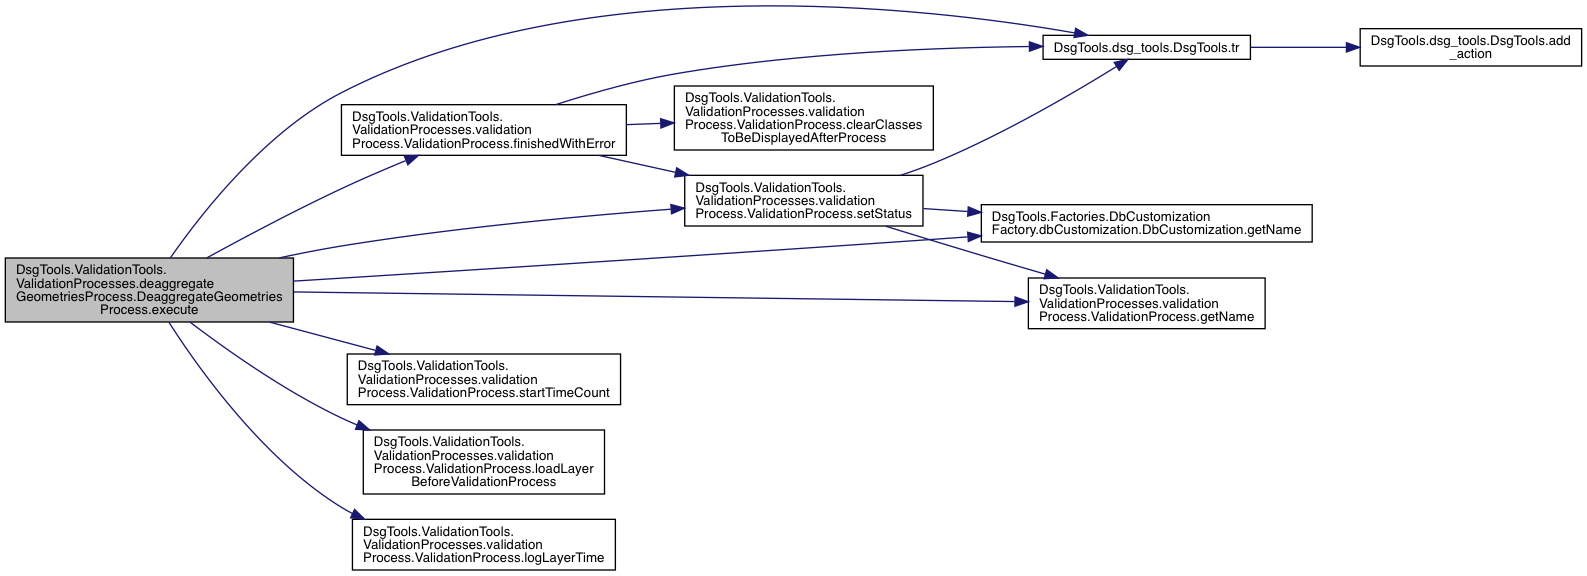 DsgTools.ValidationTools.
ValidationProcesses.deaggregate
GeometriesProcess.DeaggregateGeometries
Process.execute
DsgTools.ValidationTools.
ValidationProcesses.validation
Process.ValidationProcess.finishedWithError
DsgTools.dsg_tools.DsgTools.tr
DsgTools.dsg_tools.DsgTools.add
_action
DsgTools.ValidationTools.
ValidationProcesses.validation
Process.ValidationProcess.clearClasses
ToBeDisplayedAfterProcess
DsgTools.ValidationTools.
ValidationProcesses.validation
Process.ValidationProcess.setStatus
DsgTools.Factories.DbCustomization
Factory.dbCustomization.DbCustomization.getName
DsgTools.ValidationTools.
ValidationProcesses.validation
Process.ValidationProcess.getName
DsgTools.ValidationTools.
ValidationProcesses.validation
Process.ValidationProcess.startTimeCount
DsgTools.ValidationTools.
ValidationProcesses.validation
Process.ValidationProcess.loadLayer
BeforeValidationProcess
DsgTools.ValidationTools.
ValidationProcesses.validation
Process.ValidationProcess.logLayerTime